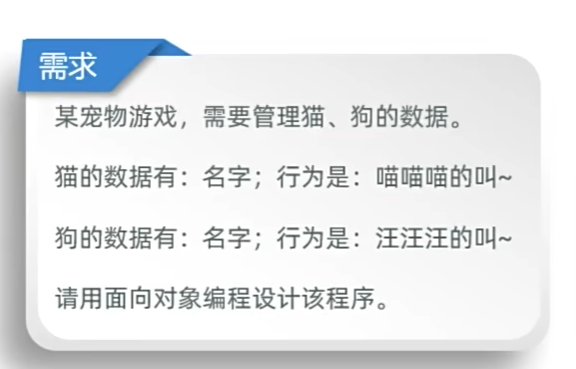 需求
某宠物游戏，需要管理猫、狗的数据。
猫的数据有：名字；行为是：喵喵喵的叫~
狗的数据有：名字；行为是：汪汪汪的叫~
请用面向对象编程设计该程序。